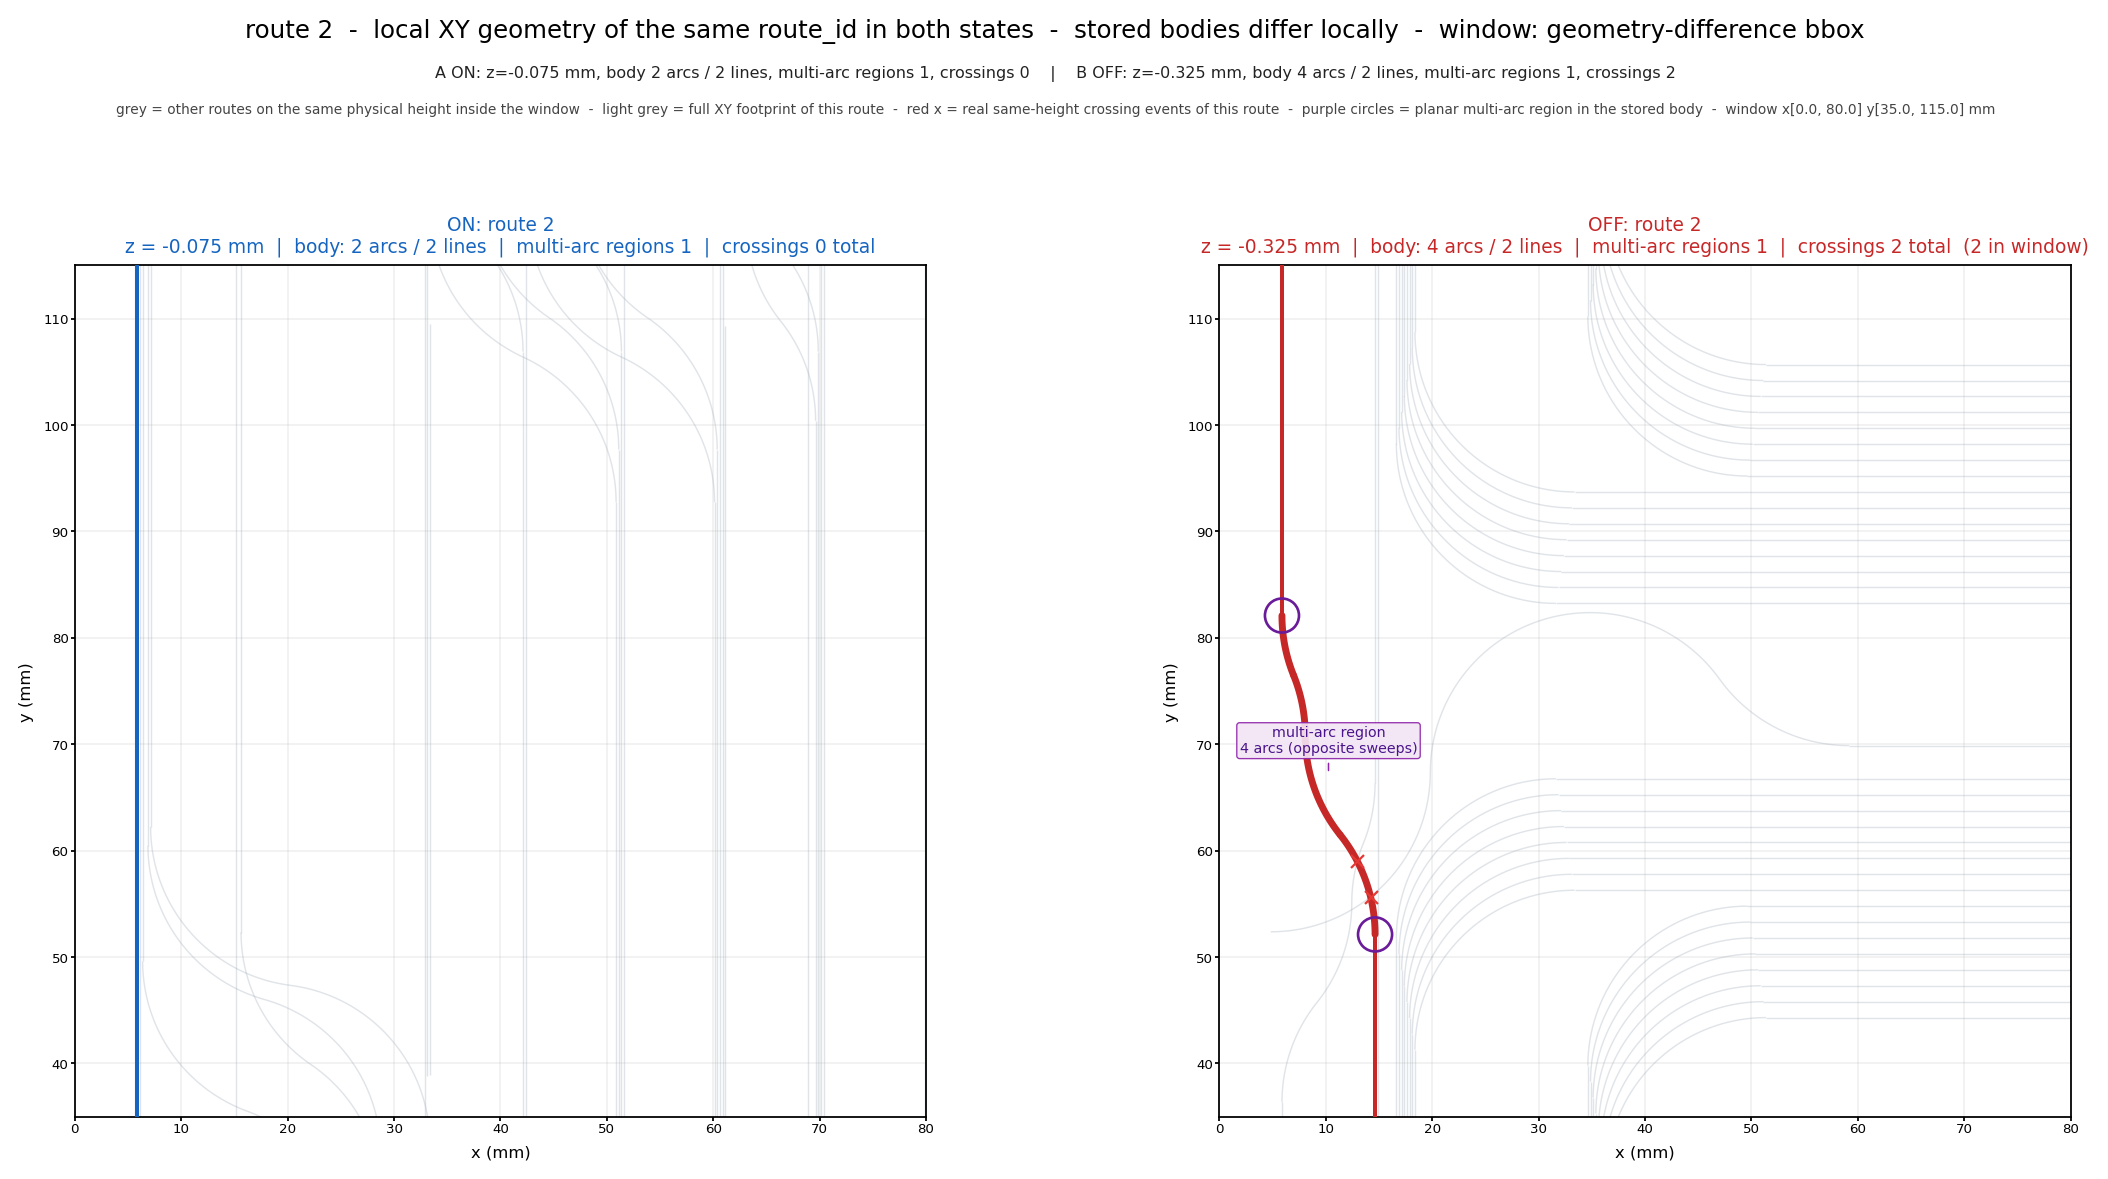 route 2  -  local XY geometry of the same route_id in both states  -  stored bodies differ locally  -  window: geometry-difference bbox
A ON: z=-0.075 mm, body 2 arcs / 2 lines, multi-arc regions 1, crossings 0    |    B OFF: z=-0.325 mm, body 4 arcs / 2 lines, multi-arc regions 1, crossings 2
grey = other routes on the same physical height inside the window  -  light grey = full XY footprint of this route  -  red x = real same-height crossing events of this route  -  purple circles = planar multi-arc region in the stored body  -  window x[0.0, 80.0] y[35.0, 115.0] mm
ON: route 2
z = -0.075 mm  |  body: 2 arcs / 2 lines  |  multi-arc regions 1  |  crossings 0 total
110
100
90
80
70
60
50
40
y (mm)
0 10 20 30 40 50 60 70 80
x (mm)
OFF: route 2
z = -0.325 mm  |  body: 4 arcs / 2 lines  |  multi-arc regions 1  |  crossings 2 total  (2 in window)
110
100
90
80
70
60
50
40
y (mm)
multi-arc region
4 arcs (opposite sweeps)
0 10 20 30 40 50 60 70 80
x (mm)